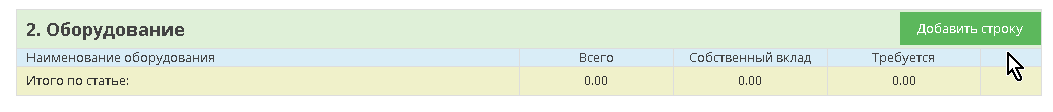 2. Оборудование Добавить строку
Наименование оборудования Всего Собственный вклад Требуется
Итого по статье: 0.00 0.00 0.00